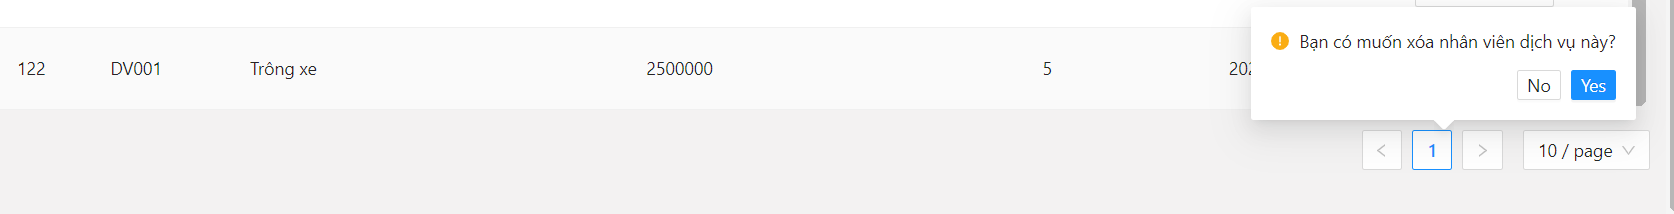 Bạn có muốn xóa nhân viên dịch vụ này?
No Yes
122 DV001 Trông xe 2500000 5
1 10 / page